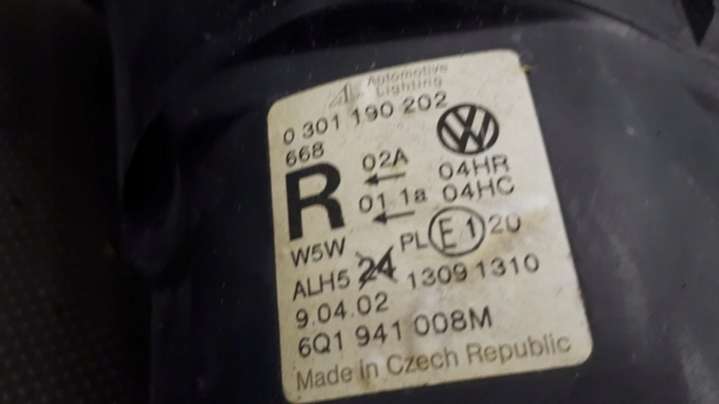 Automotive
Lighting
0 301 190 202
668
R
02A
04HR
01 1a 04HC
W5W
PL E1 20
ALH5 24 1309 1310
9.04.02
6Q1 941 008M
Made in Czech Republic